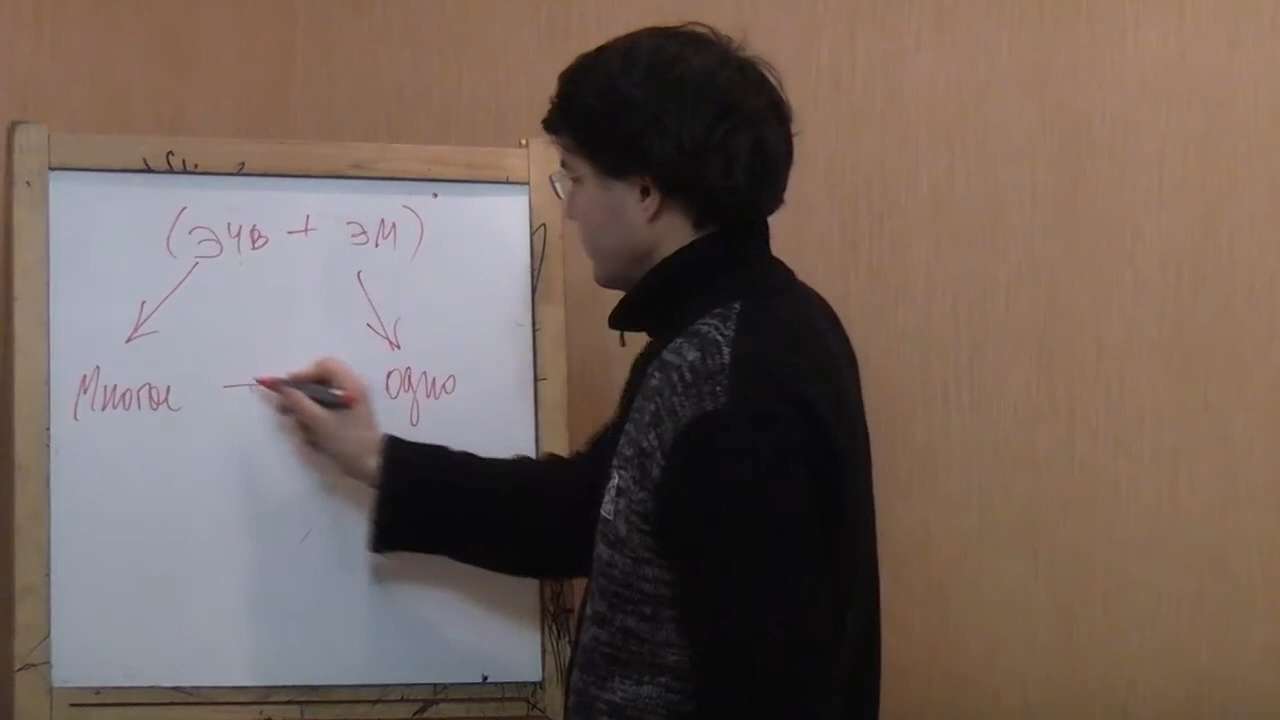 (ЭЧВ + ЭМ)
Многое одно